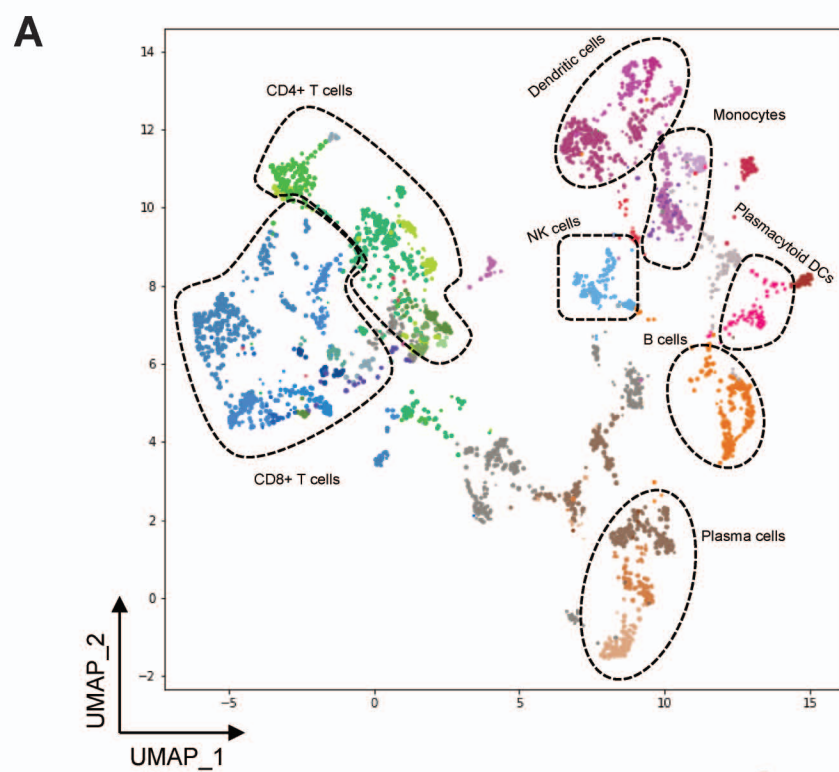 A
14
12
10
8
6
4
2
0
−2
−5
0
5
10
15
CD4+ T cells
Dendritic cells
Monocytes
NK cells
Plasmacytoid DCs
B cells
CD8+ T cells
Plasma cells
UMAP_2
UMAP_1